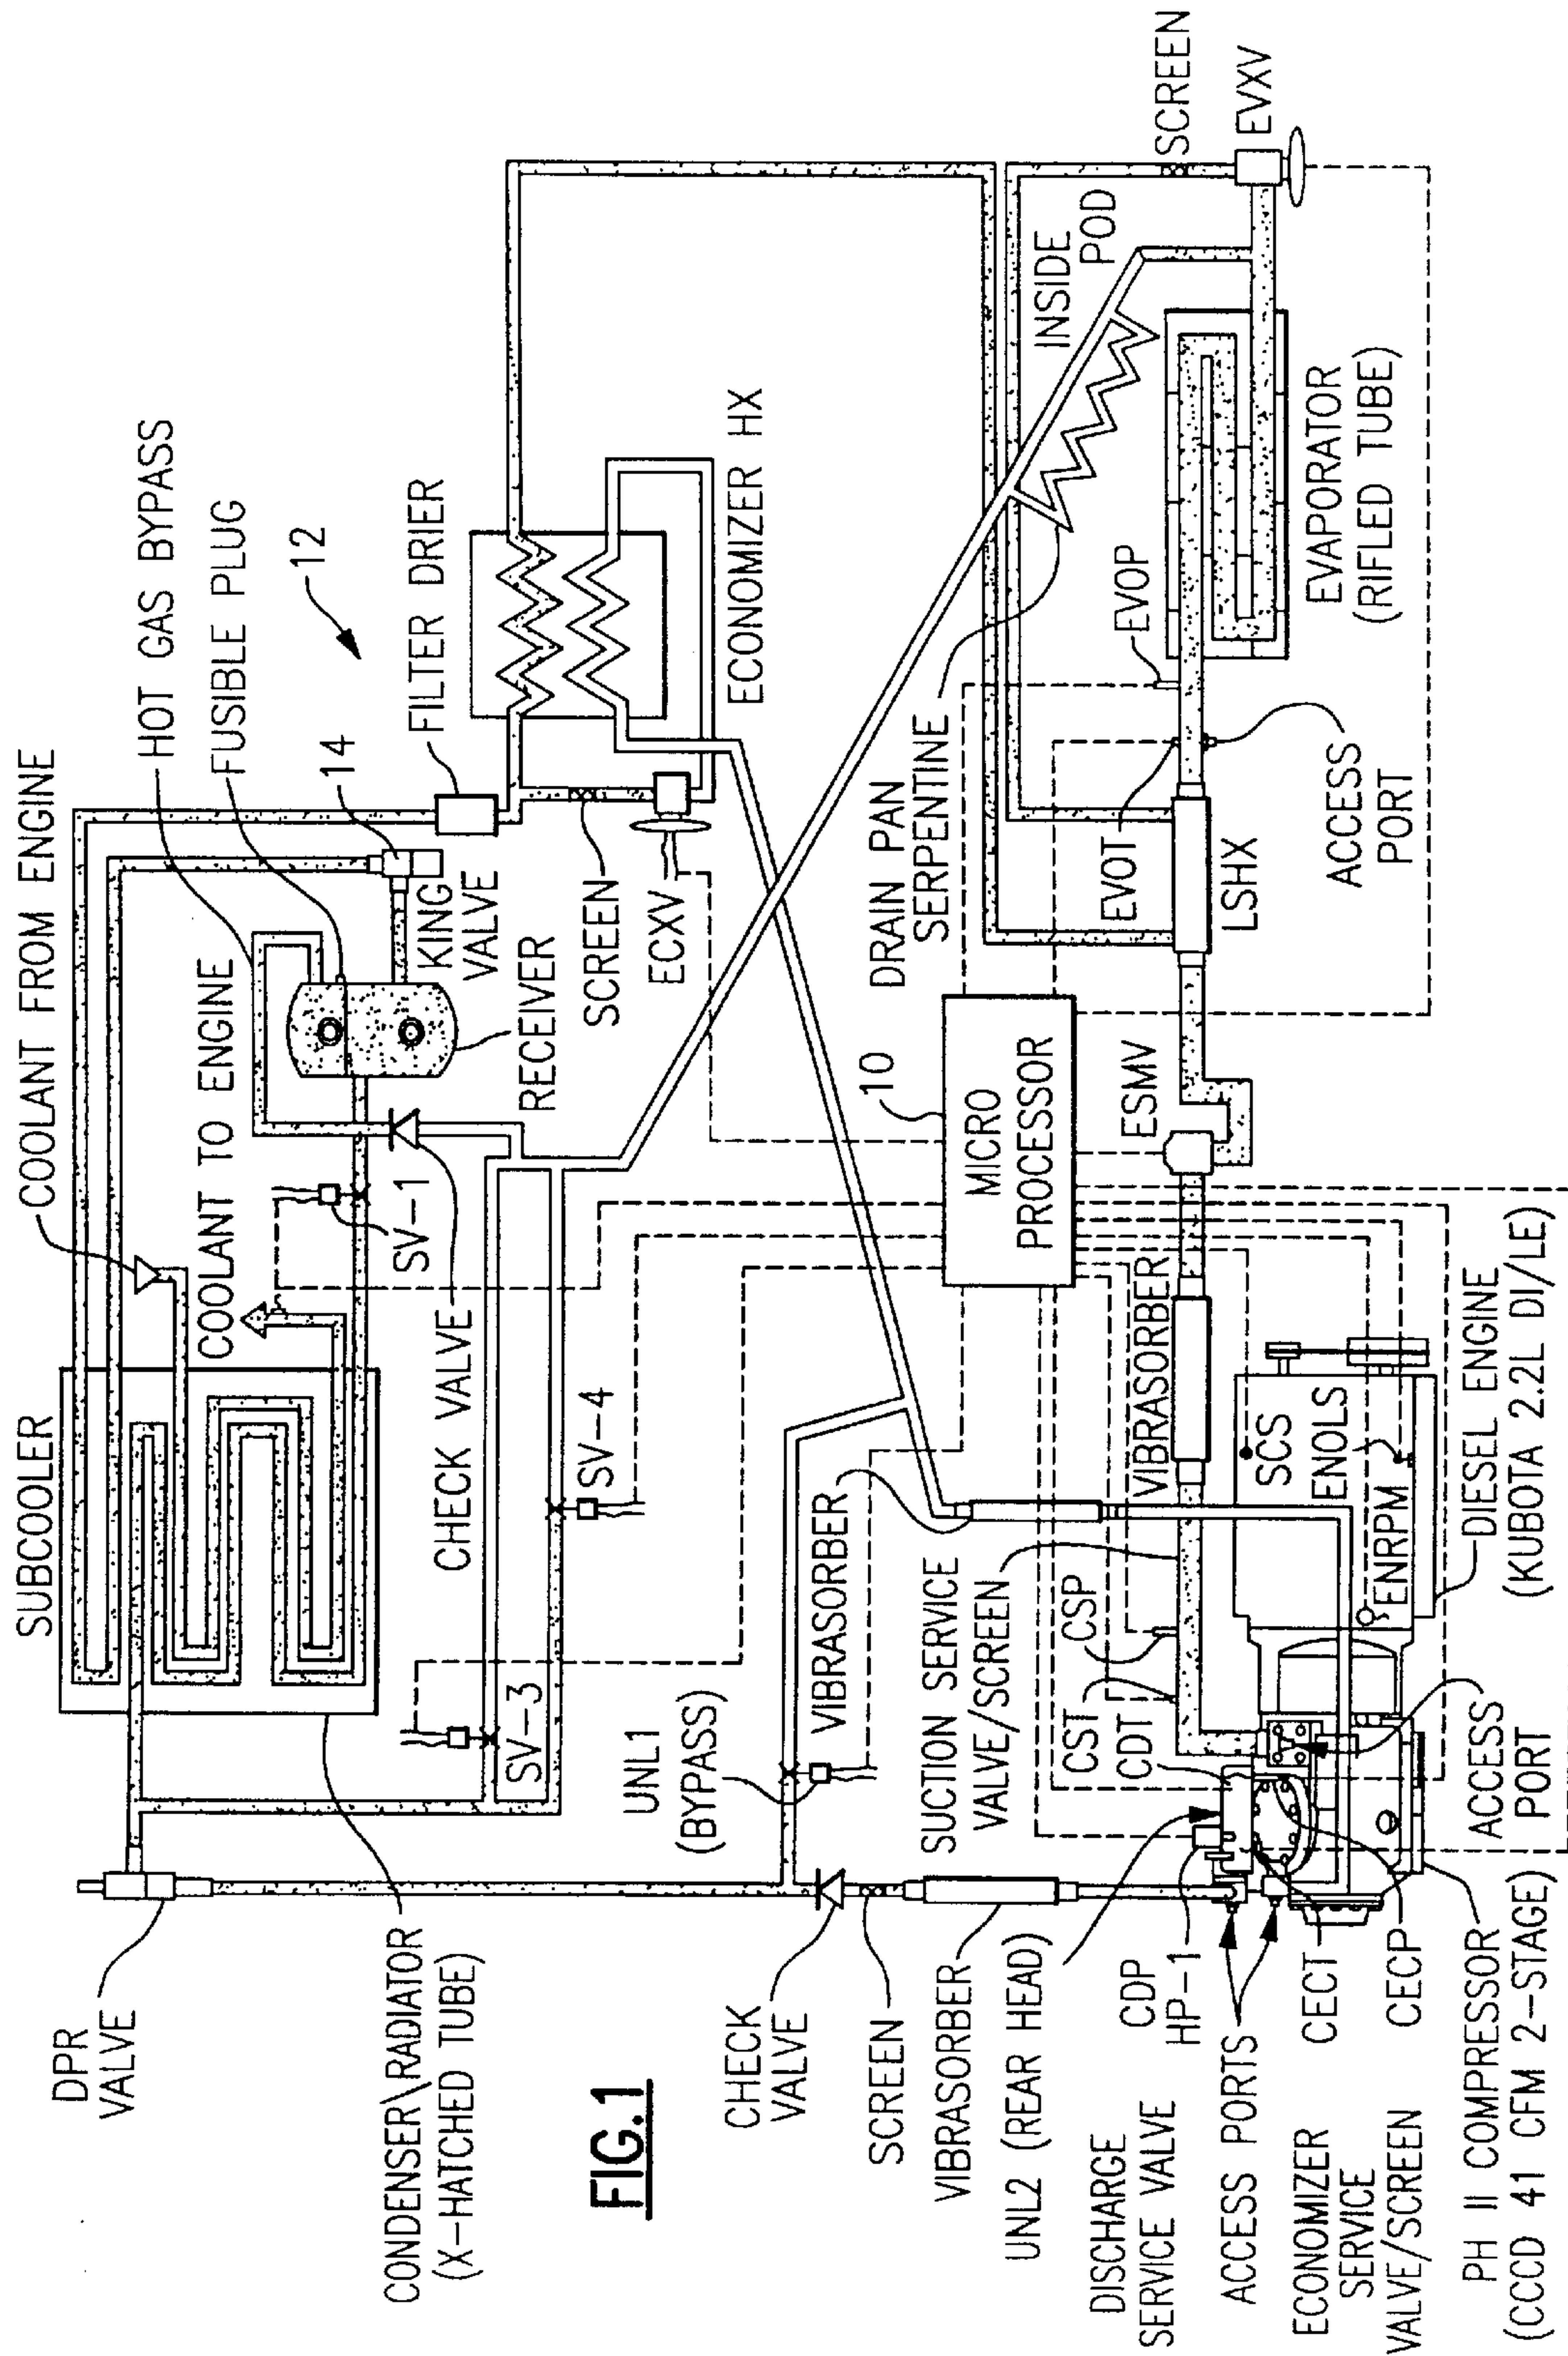 DPR
VALVE
CONDENSER\RADIATOR
(X-HATCHED TUBE)
SUBCOOLER
COOLANT FROM ENGINE
COOLANT TO ENGINE
HOT GAS BYPASS
FUSIBLE PLUG
12
14
FILTER DRIER
KING
VALVE
RECEIVER
SCREEN
ECXV
ECONOMIZER HX
SV-1
CHECK VALVE
SV-3
SV-4
UNL1
(BYPASS)
VIBRASORBER
FIG.1
CHECK
VALVE
SCREEN
VIBRASORBER
UNL2 (REAR HEAD)
DISCHARGE
SERVICE VALVE
CDP
HP-1
ACCESS PORTS
ECONOMIZER
SERVICE
VALVE/SCREEN
CECT
CECP
PH II COMPRESSOR
(CCCD 41 CFM 2-STAGE)
ACCESS
PORT
SUCTION SERVICE
VALVE/SCREEN
CST
CDT
CSP
VIBRASORBER
SCS
ENOLS
ENRPM
DIESEL ENGINE
(KUBOTA 2.2L DI/LE)
10
MICRO
PROCESSOR
ESMV
DRAIN PAN
SERPENTINE
EVOT
LSHX
ACCESS
PORT
EVOP
INSIDE
POD
EVAPORATOR
(RIFLED TUBE)
SCREEN
EVXV